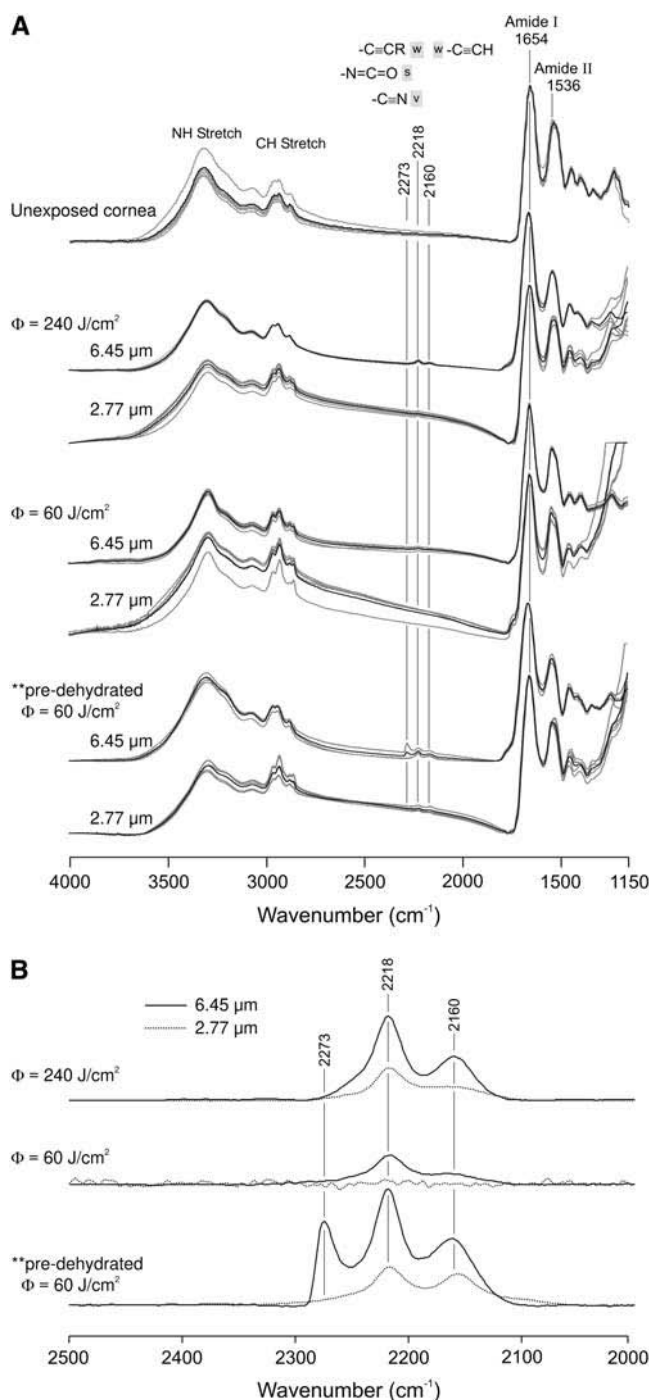 A
-C≡CR w w -C≡CH
-N=C=O s
-C≡N v
Amide I
1654
Amide II
1536
NH Stretch
CH Stretch
2273
2218
2160
Unexposed cornea
Φ = 240 J/cm²
6.45 µm
2.77 µm
Φ = 60 J/cm²
6.45 µm
2.77 µm
**pre-dehydrated
Φ = 60 J/cm²
6.45 µm
2.77 µm
4000 3500 3000 2500 2000 1500 1150
Wavenumber (cm⁻¹)
B
6.45 µm
2.77 µm
2273
2218
2160
Φ = 240 J/cm²
Φ = 60 J/cm²
**pre-dehydrated
Φ = 60 J/cm²
2500 2400 2300 2200 2100 2000
Wavenumber (cm⁻¹)